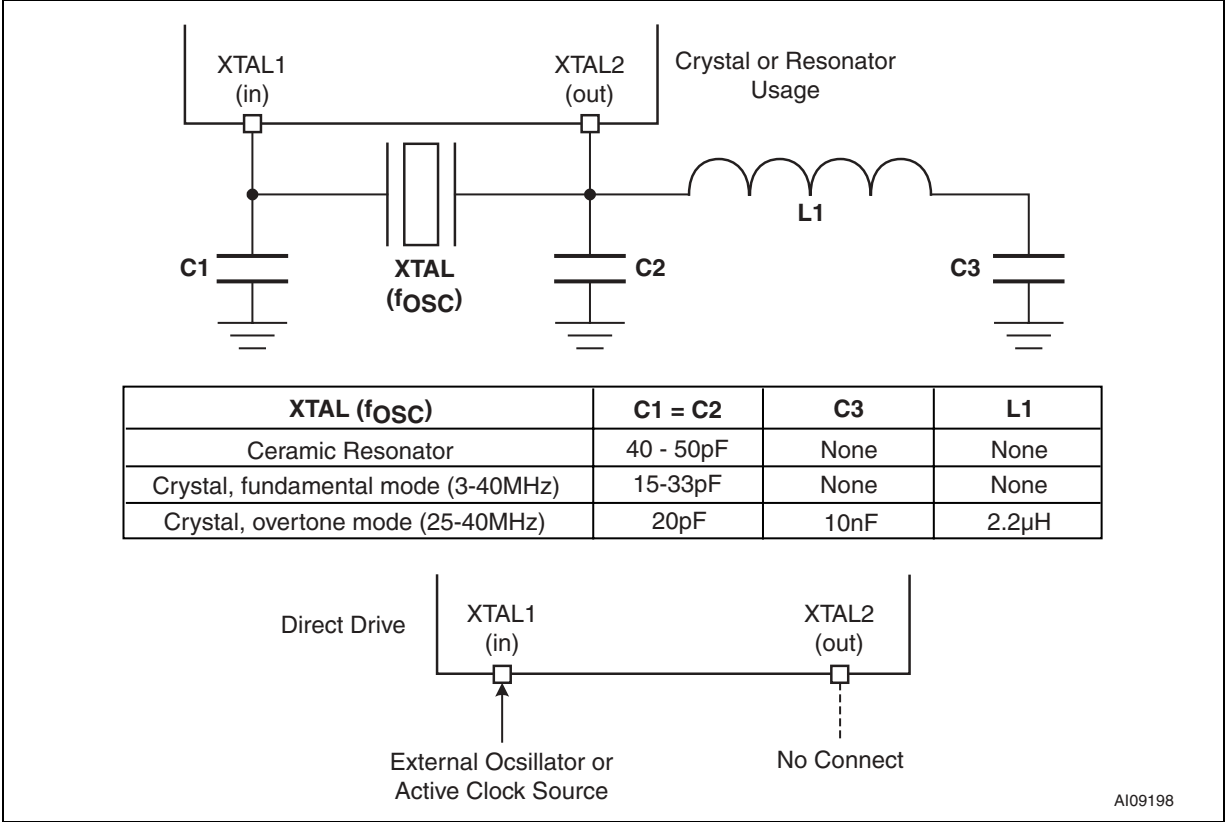 XTAL1
(in)
XTAL2
(out)
Crystal or Resonator
Usage
L1
C1
XTAL
(fOSC)
C2
C3
XTAL (fOSC) C1 = C2 C3 L1
Ceramic Resonator 40 - 50pF None None
Crystal, fundamental mode (3-40MHz) 15-33pF None None
Crystal, overtone mode (25-40MHz) 20pF 10nF 2.2µH
Direct Drive
XTAL1
(in)
XTAL2
(out)
External Ocsillator or
Active Clock Source
No Connect
AI09198